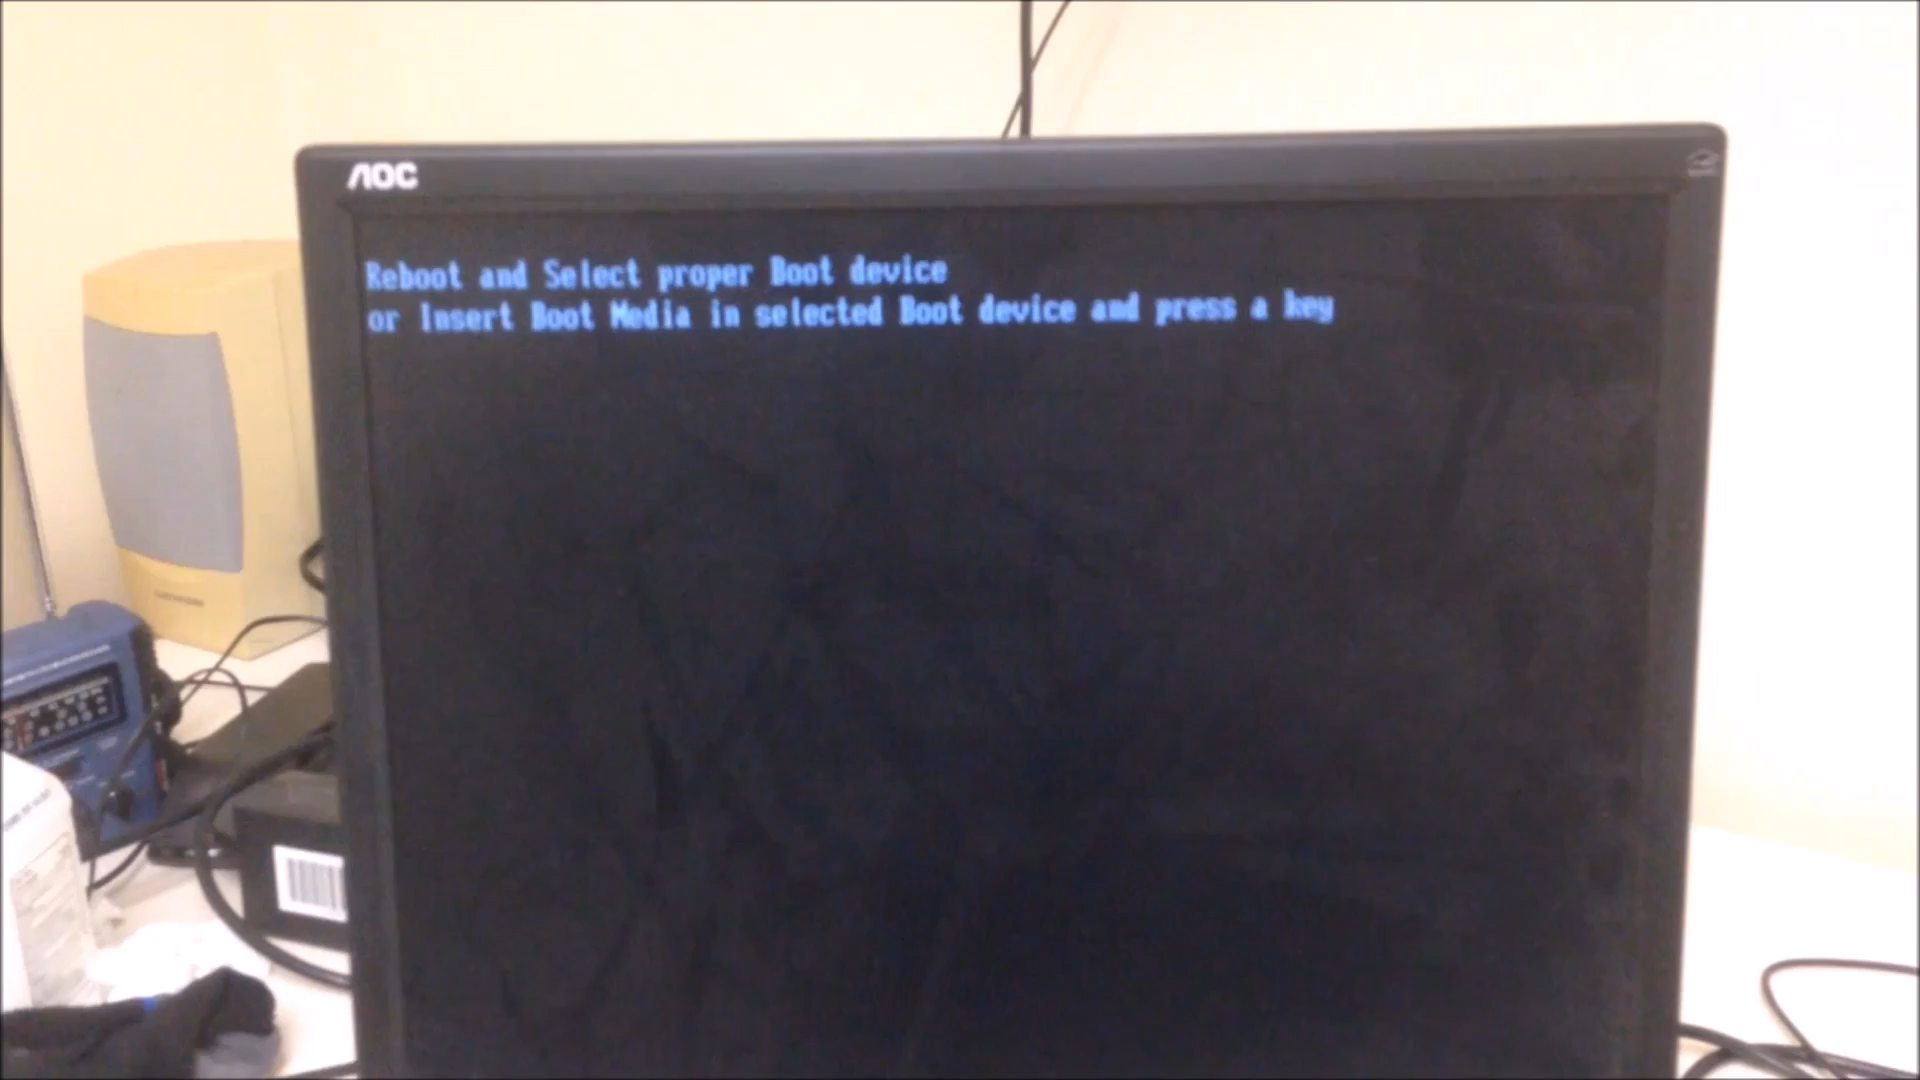 AOC
Reboot and Select proper Boot device
or Insert Boot Media in selected Boot device and press a key